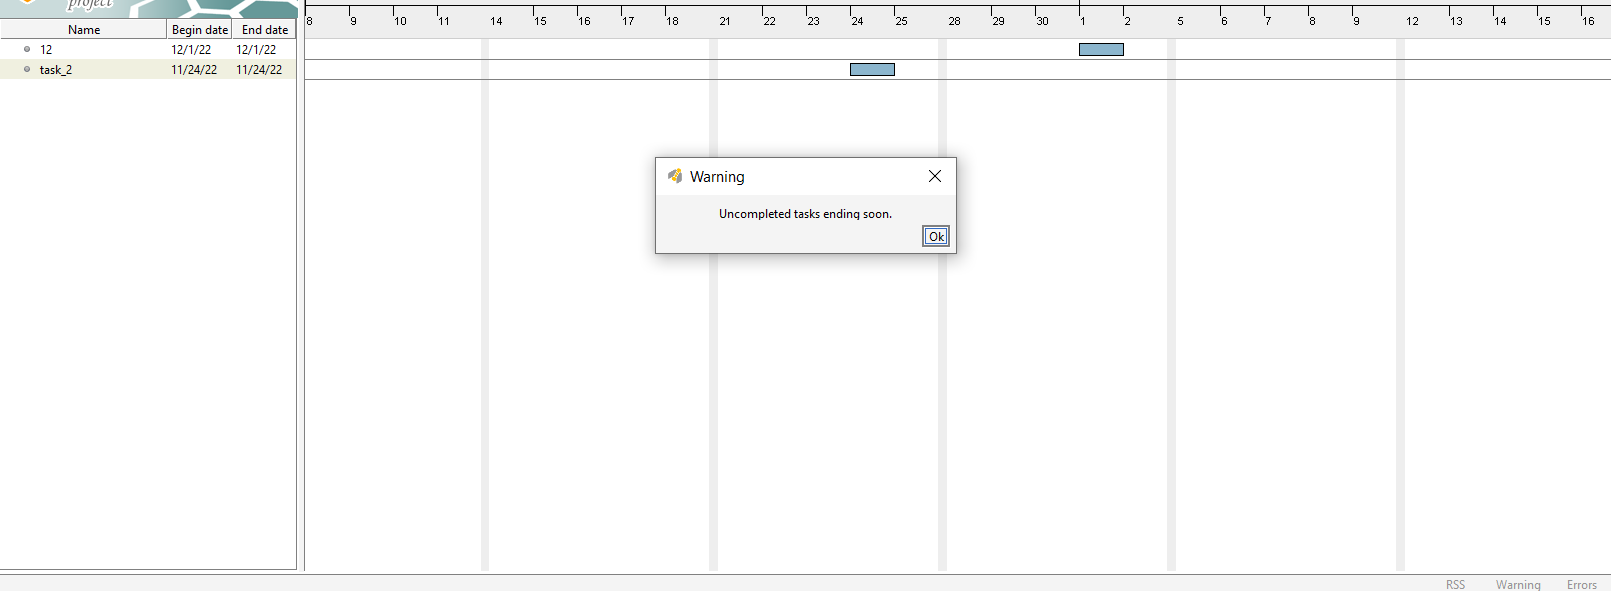 project
8 9 10 11 14 15 16 17 18 21 22 23 24 25 28 29 30 1 2 5 6 7 8 9 12 13 14 15 16
Name Begin date End date
12 12/1/22 12/1/22
task_2 11/24/22 11/24/22
Warning
Uncompleted tasks ending soon.
Ok
RSS Warning Errors